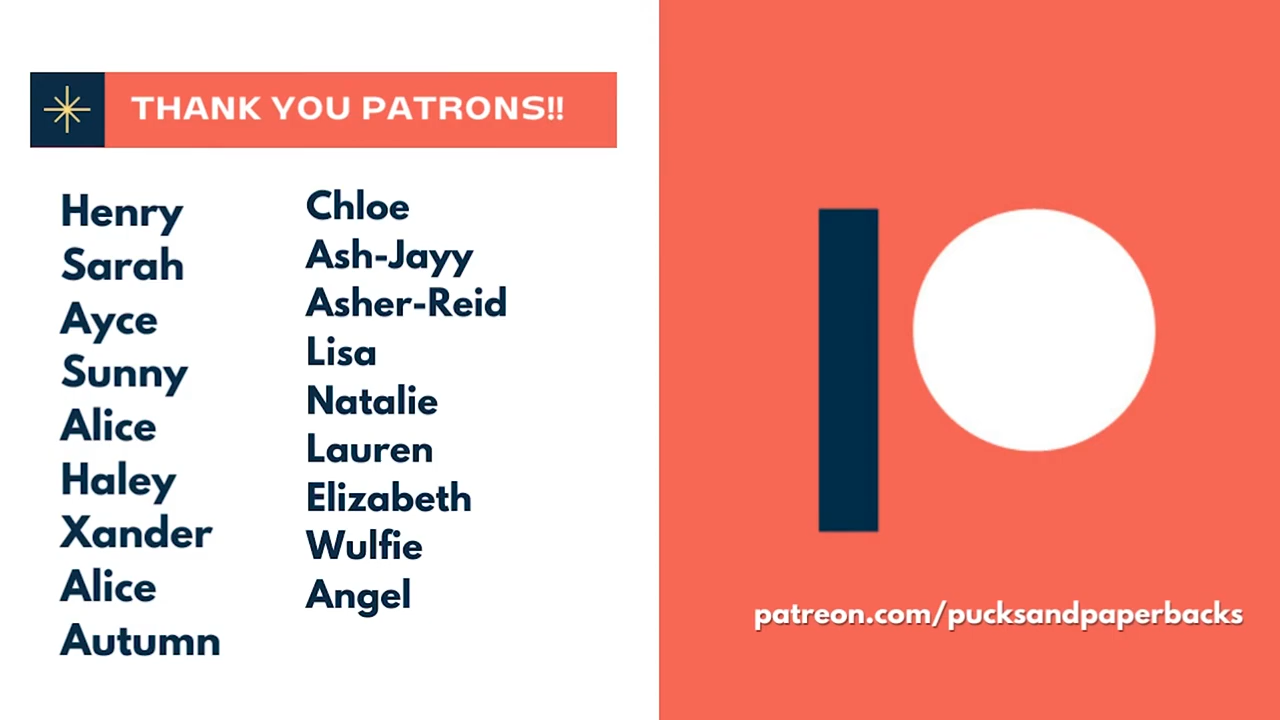 THANK YOU PATRONS!!
Henry
Sarah
Ayce
Sunny
Alice
Haley
Xander
Alice
Autumn
Chloe
Ash-Jayy
Asher-Reid
Lisa
Natalie
Lauren
Elizabeth
Wulfie
Angel
patreon.com/pucksandpaperbacks